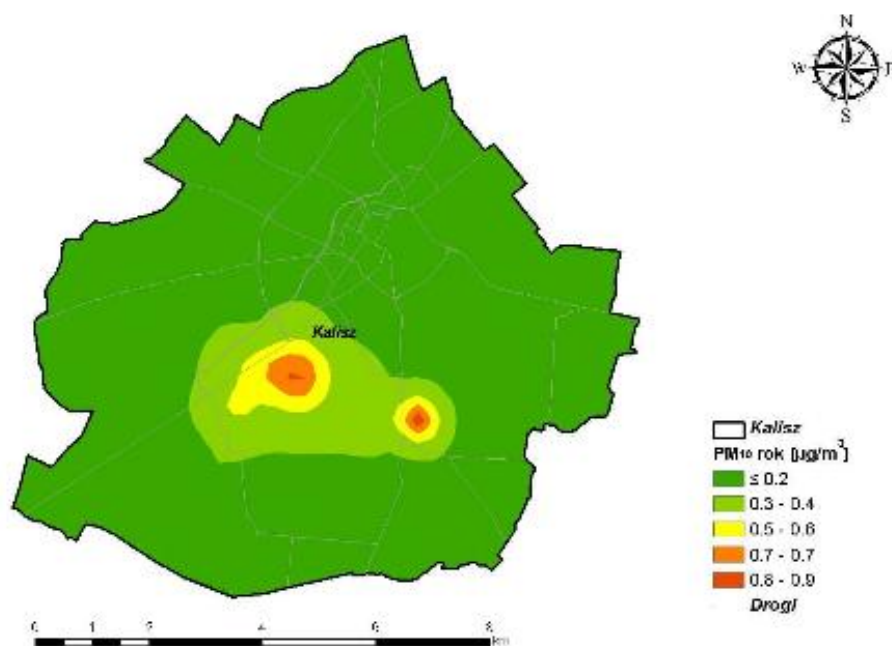 N
W
S
Kalisz
Kalisz
PM10 rok [µg/m³]
≤ 0.2
0.3 - 0.4
0.5 - 0.6
0.7 - 0.7
0.8 - 0.9
Drogi
0 1 2 4 6 8
km